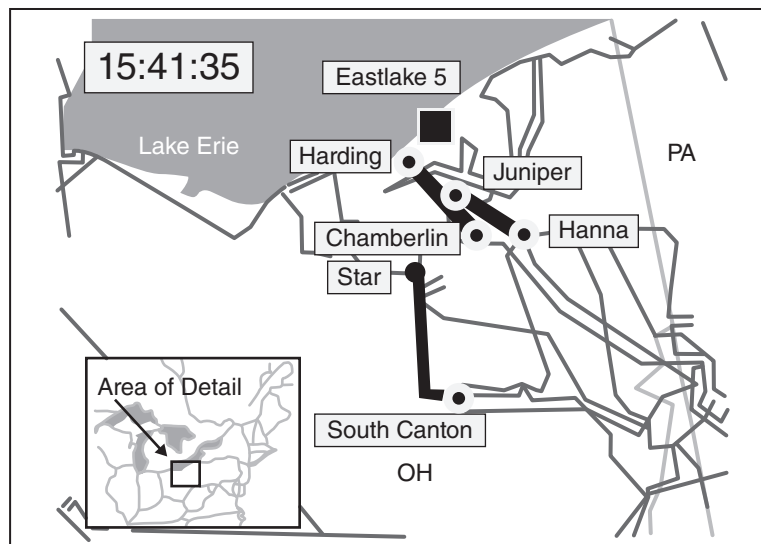 15:41:35
Eastlake 5
Lake Erie
Harding
Juniper
PA
Chamberlin
Hanna
Star
Area of Detail
South Canton
OH